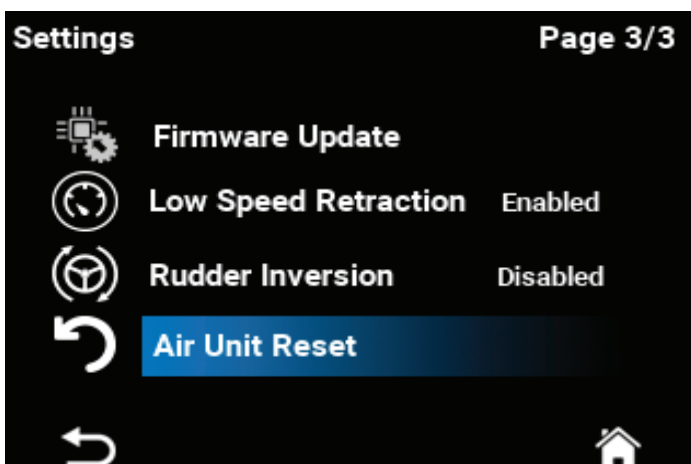 Settings Page 3/3
Firmware Update
Low Speed Retraction Enabled
Rudder Inversion Disabled
Air Unit Reset